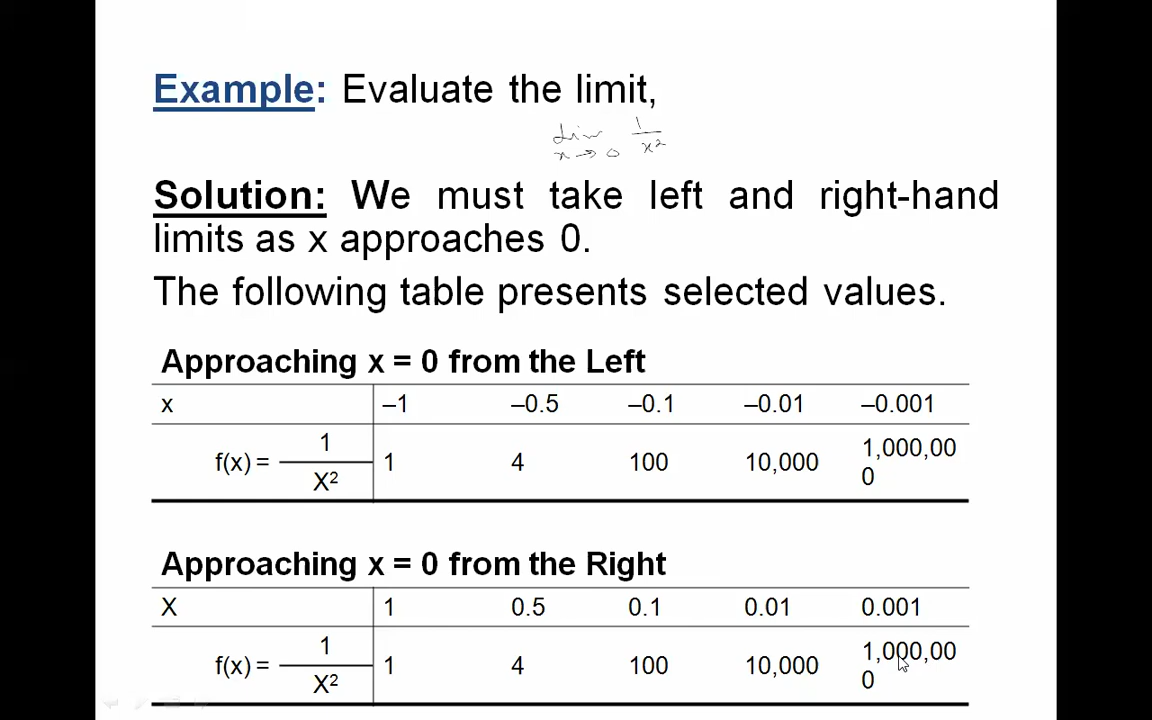 Example: Evaluate the limit,
lim 1
x→0 x²
Solution: We must take left and right-hand
limits as x approaches 0.
The following table presents selected values.
Approaching x = 0 from the Left
x –1 –0.5 –0.1 –0.01 –0.001
f(x) = 1/X² 1 4 100 10,000 1,000,00
0
Approaching x = 0 from the Right
X 1 0.5 0.1 0.01 0.001
f(x) = 1/X² 1 4 100 10,000 1,000,00
0